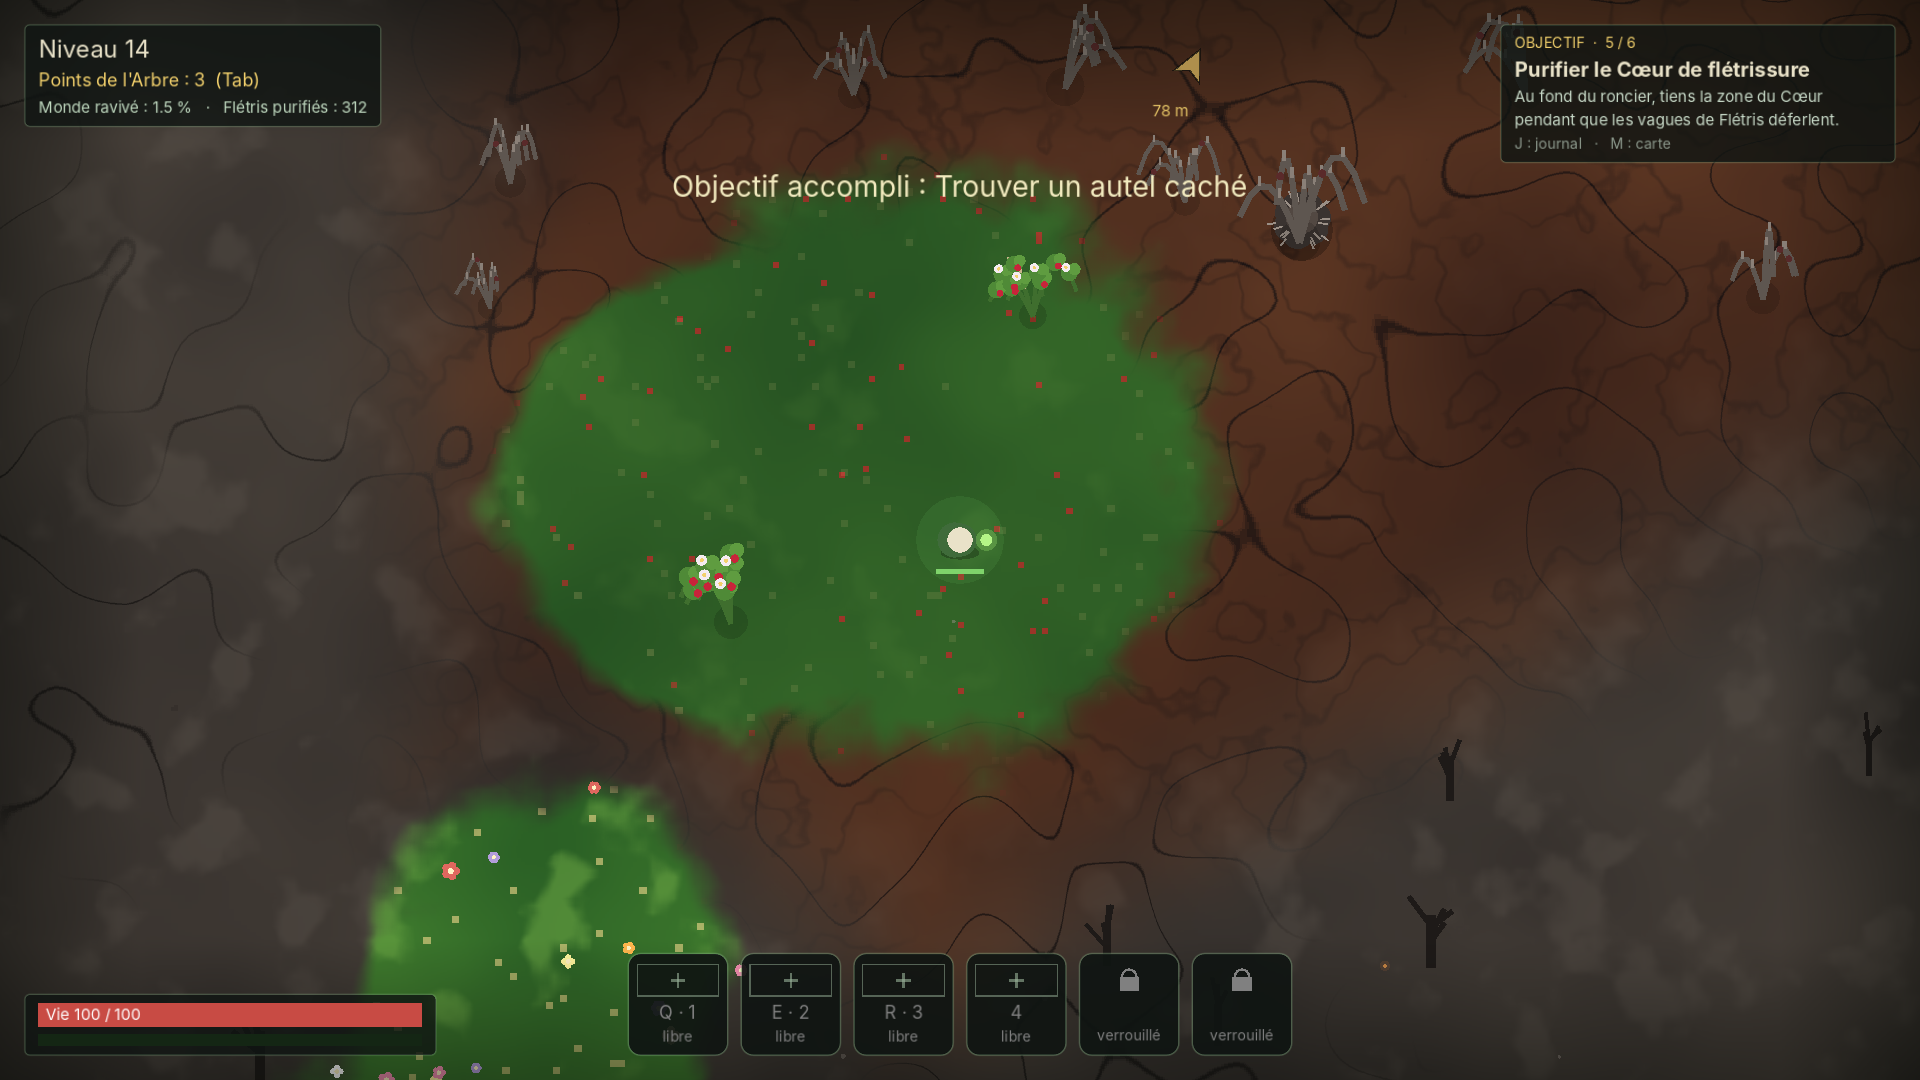 Niveau 14
Points de l'Arbre : 3  (Tab)
Monde ravivé : 1.5 %  ·  Flétris purifiés : 312
78 m
OBJECTIF  ·  5 / 6
Purifier le Cœur de flétrissure
Au fond du roncier, tiens la zone du Cœur
pendant que les vagues de Flétris déferlent.
J : journal  ·  M : carte
Objectif accompli : Trouver un autel caché
Vie 100 / 100
Q · 1
libre
E · 2
libre
R · 3
libre
4
libre
verrouillé
verrouillé